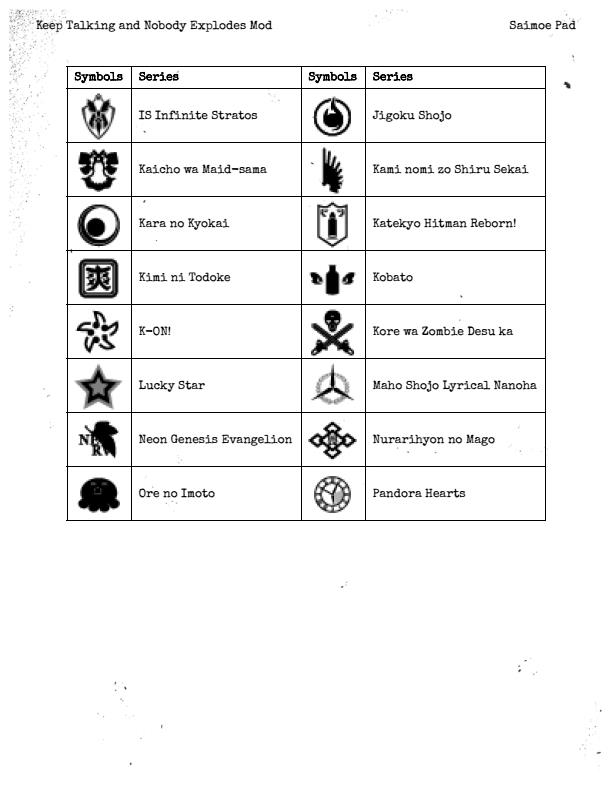 Keep Talking and Nobody Explodes Mod Saimoe Pad
Symbols Series Symbols Series
IS Infinite Stratos Jigoku Shojo
Kaicho wa Maid-sama Kami nomi zo Shiru Sekai
Kara no Kyokai Katekyo Hitman Reborn!
爽 Kimi ni Todoke Kobato
K-ON! Kore wa Zombie Desu ka
Lucky Star Maho Shojo Lyrical Nanoha
NERV Neon Genesis Evangelion Nurarihyon no Mago
Ore no Imoto Pandora Hearts